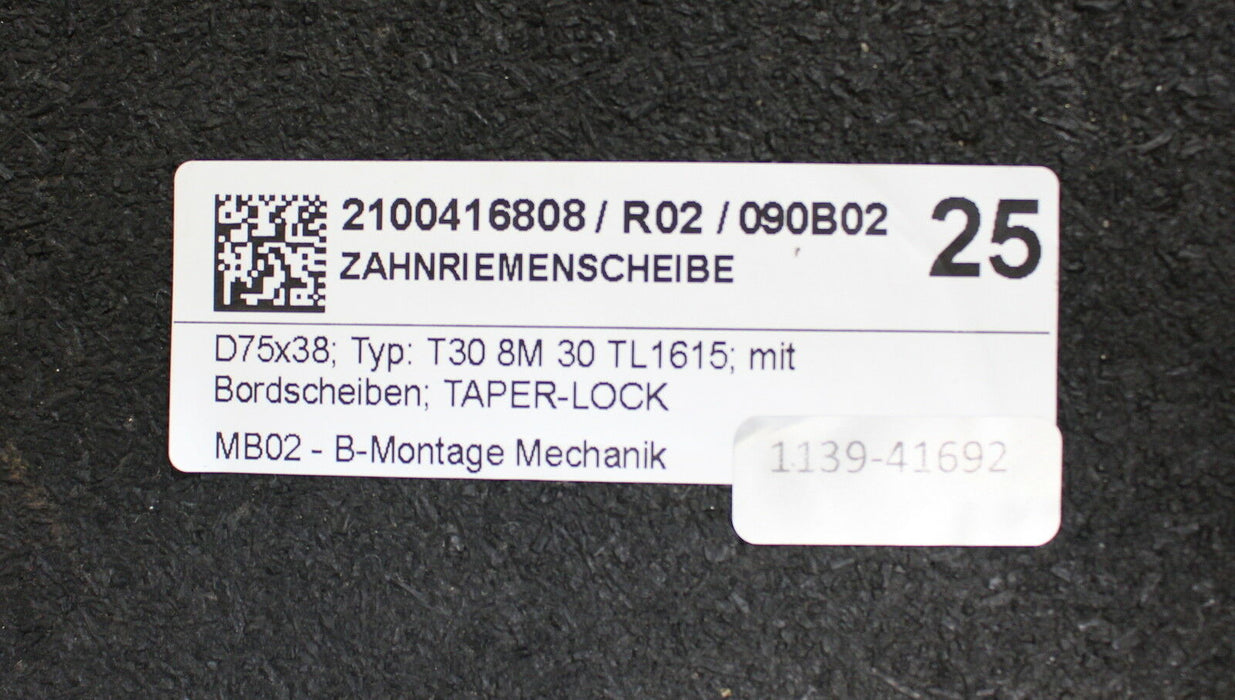 2100416808 / R02 / 090B02
25
ZAHNRIEMENSCHEIBE
D75x38; Typ: T30 8M 30 TL1615; mit
Bordscheiben; TAPER-LOCK
MB02 - B-Montage Mechanik
1139-41692